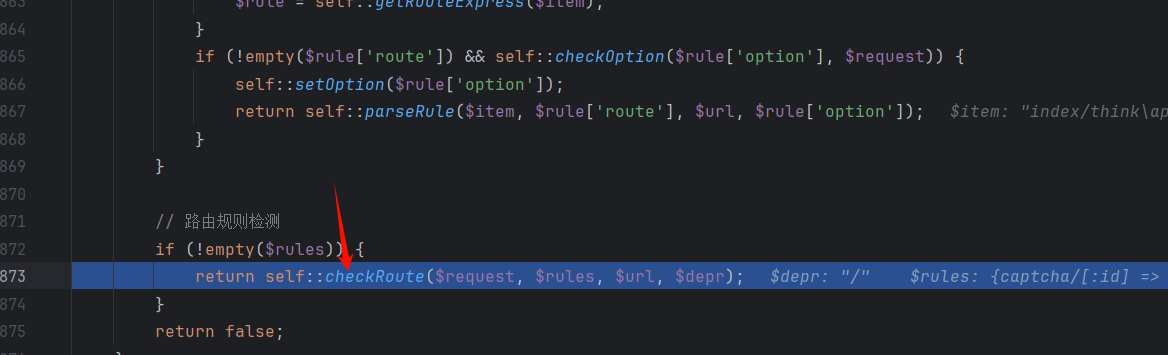 863 $rule = self::getRouteExpress($item);
864 }
865 if (!empty($rule['route']) && self::checkOption($rule['option'], $request)) {
866 self::setOption($rule['option']);
867 return self::parseRule($item, $rule['route'], $url, $rule['option']); $item: "index/think\ap
868 }
869 }
870
871 // 路由规则检测
872 if (!empty($rules)) {
873 return self::checkRoute($request, $rules, $url, $depr); $depr: "/" $rules: {captcha/[:id] =>
874 }
875 return false;